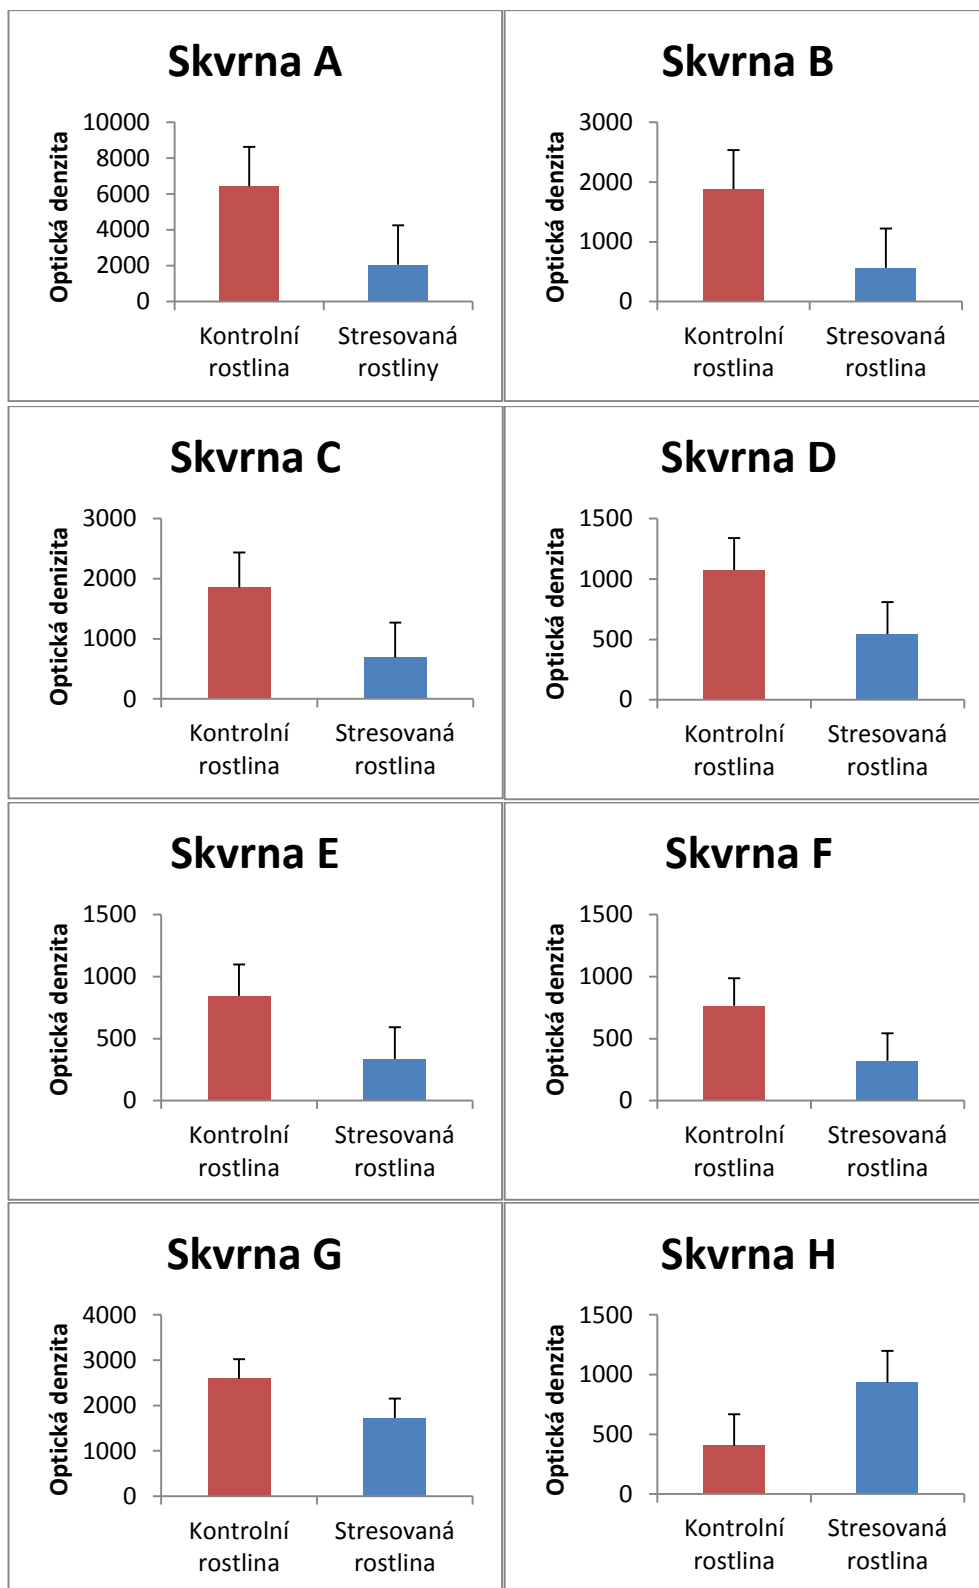 Skvrna A
Optická denzita
10000
8000
6000
4000
2000
0
Kontrolní
rostlina
Stresovaná
rostliny
Skvrna B
Optická denzita
3000
2000
1000
0
Kontrolní
rostlina
Stresovaná
rostlina
Skvrna C
Optická denizita
3000
2000
1000
0
Kontrolní
rostlina
Stresovaná
rostlina
Skvrna D
Optická denzita
1500
1000
500
0
Kontrolní
rostlina
Stresovaná
rostlina
Skvrna E
Optická denzita
1500
1000
500
0
Kontrolní
rostlina
Stresovaná
rostlina
Skvrna F
Optická denzita
1500
1000
500
0
Kontrolní
rostlina
Stresovaná
rostlina
Skvrna G
Optická denzita
4000
3000
2000
1000
0
Kontrolní
rostlina
Stresovaná
rostlina
Skvrna H
Optická denzita
1500
1000
500
0
Kontrolní
rostlina
Stresovaná
rostlina